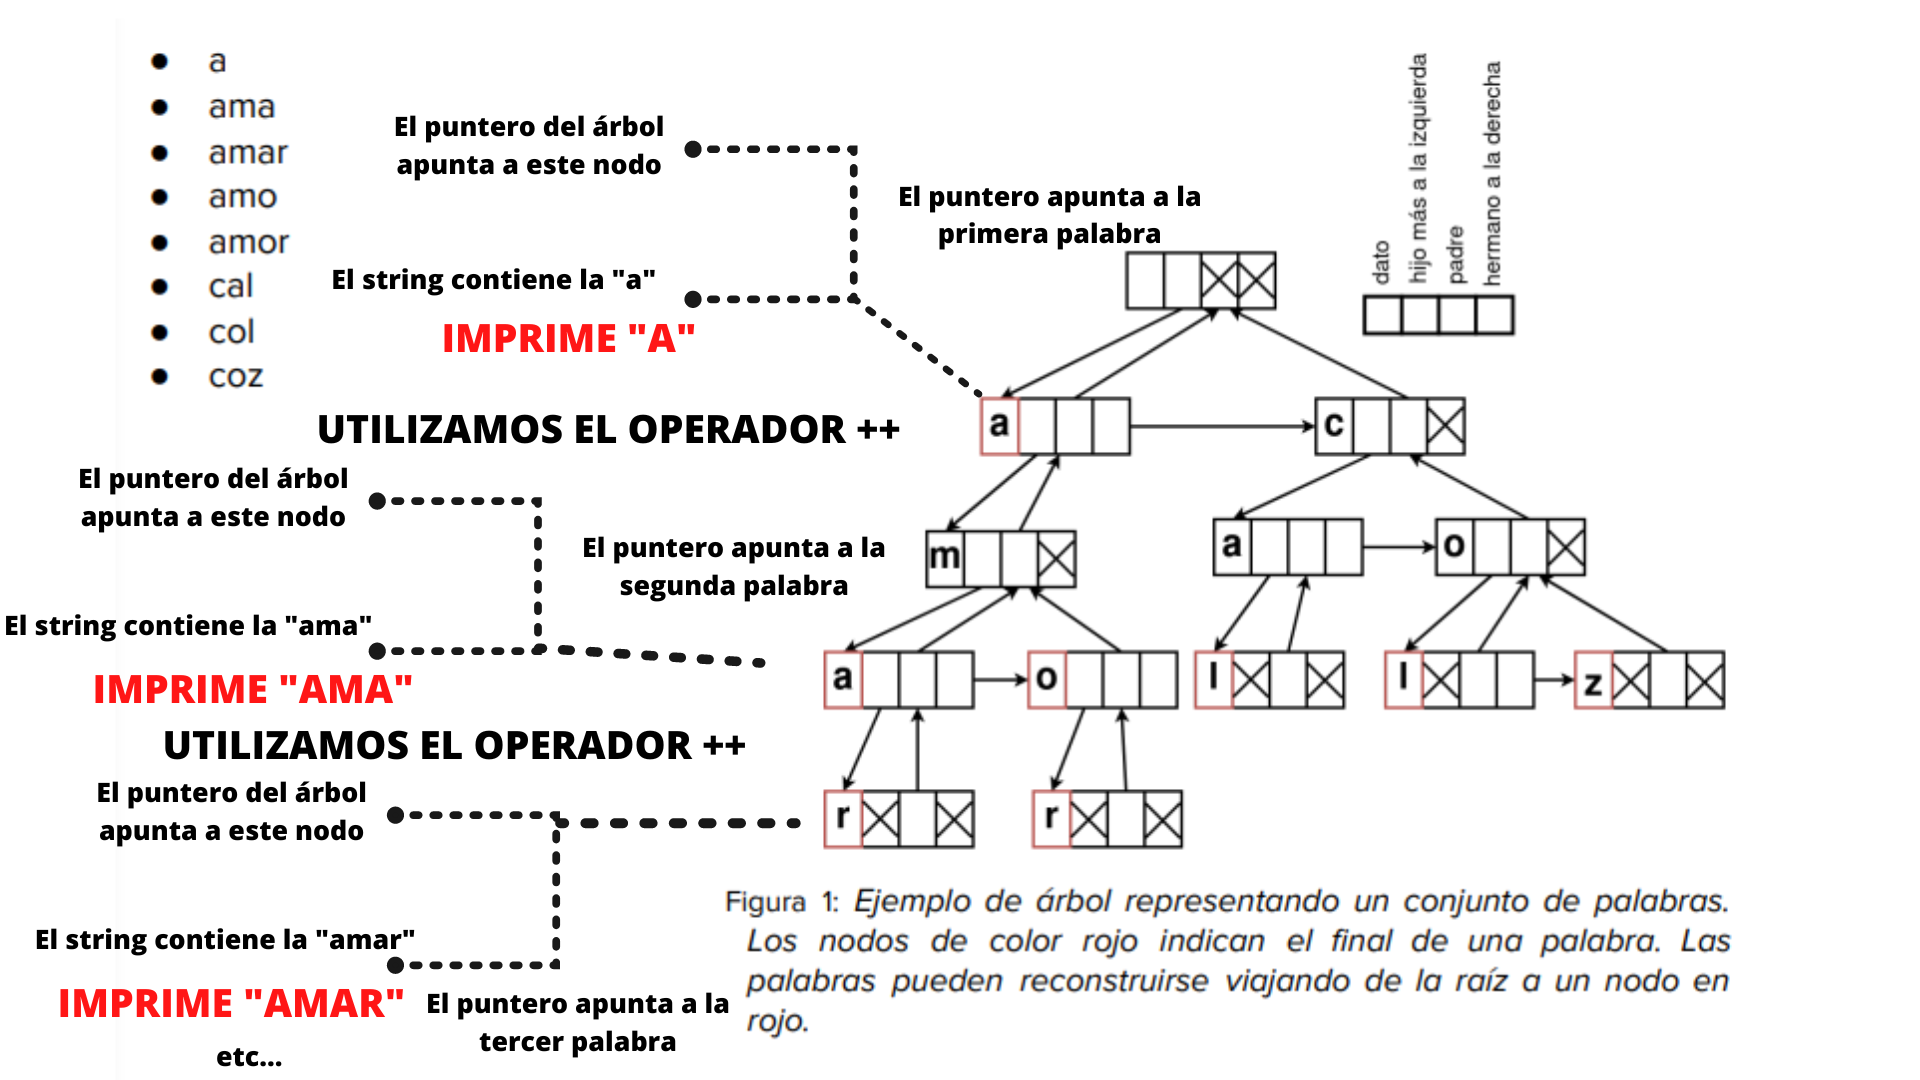 ● a
● ama
● amar
● amo
● amor
● cal
● col
● coz
El puntero del árbol
apunta a este nodo
El string contiene la "a"
IMPRIME "A"
El puntero apunta a la
primera palabra
UTILIZAMOS EL OPERADOR ++
El puntero del árbol
apunta a este nodo
El string contiene la "ama"
IMPRIME "AMA"
El puntero apunta a la
segunda palabra
UTILIZAMOS EL OPERADOR ++
El puntero del árbol
apunta a este nodo
El string contiene la "amar"
IMPRIME "AMAR"
etc...
El puntero apunta a la
tercer palabra
dato
hijo más a la izquierda
padre
hermano a la derecha
a
c
m
a
o
a
o
l
l
z
r
r
Figura 1: Ejemplo de árbol representando un conjunto de palabras.
Los nodos de color rojo indican el final de una palabra. Las
palabras pueden reconstruirse viajando de la raíz a un nodo en
rojo.